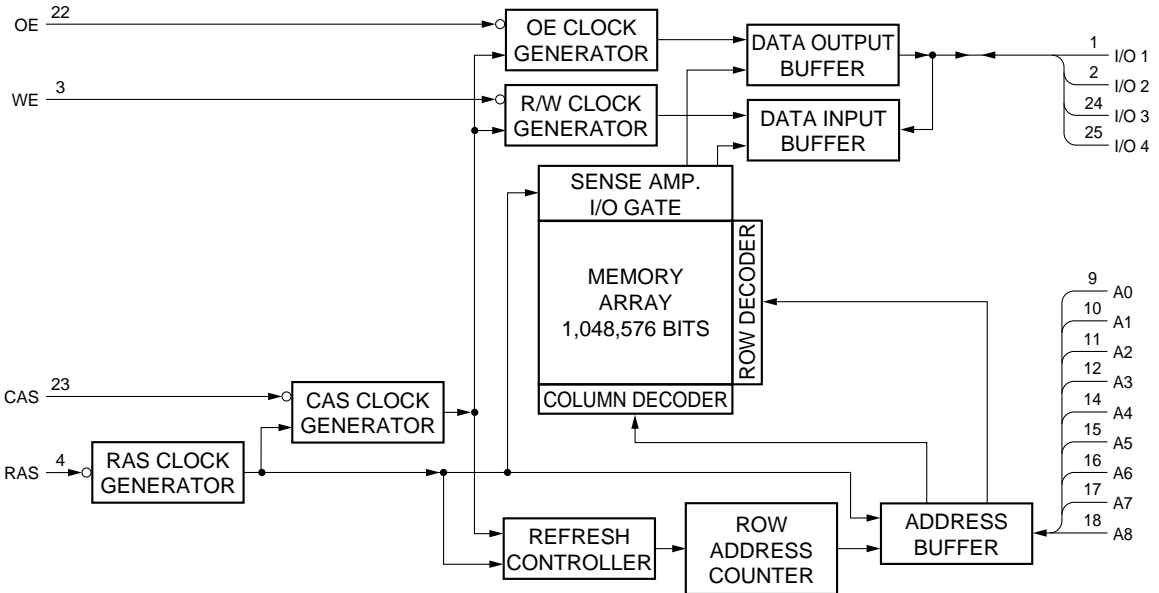 OE
22
OE CLOCK
GENERATOR
DATA OUTPUT
BUFFER
1
I/O 1
2
I/O 2
24
I/O 3
25
I/O 4
WE
3
R/W CLOCK
GENERATOR
DATA INPUT
BUFFER
SENSE AMP.
I/O GATE
MEMORY
ARRAY
1,048,576 BITS
ROW DECODER
COLUMN DECODER
9
A0
10
A1
11
A2
12
A3
14
A4
15
A5
16
A6
17
A7
18
A8
CAS
23
CAS CLOCK
GENERATOR
RAS
4
RAS CLOCK
GENERATOR
REFRESH
CONTROLLER
ROW
ADDRESS
COUNTER
ADDRESS
BUFFER